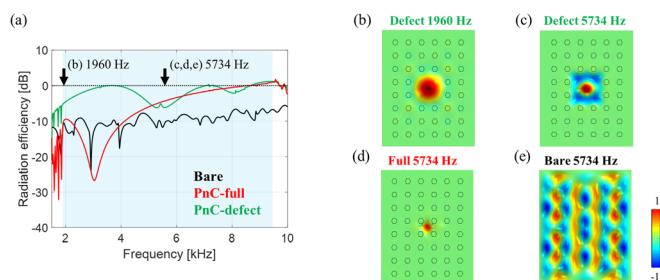 (a)
Radiation efficiency [dB]
10
0
-10
-20
-30
-40
(b) 1960 Hz
(c,d,e) 5734 Hz
Bare
PnC-full
PnC-defect
2
4
6
8
10
Frequency [kHz]
(b)
Defect 1960 Hz
(c)
Defect 5734 Hz
(d)
Full 5734 Hz
(e)
Bare 5734 Hz
1
-1